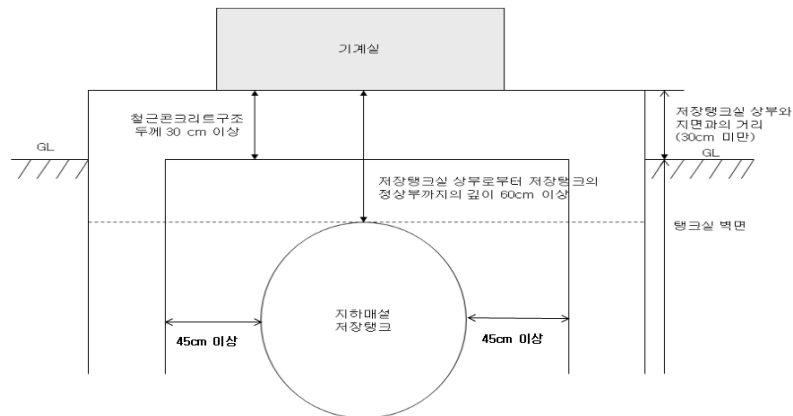 기계실
철근콘크리트구조
두께 30 cm 이상
저장탱크실 상부와
지면과의 거리
(30cm 미만)
GL
GL
저장탱크실 상부로부터 저장탱크의
정상부까지의 깊이 60cm 이상
탱크실 벽면
지하매설
저장탱크
45cm 이상
45cm 이상